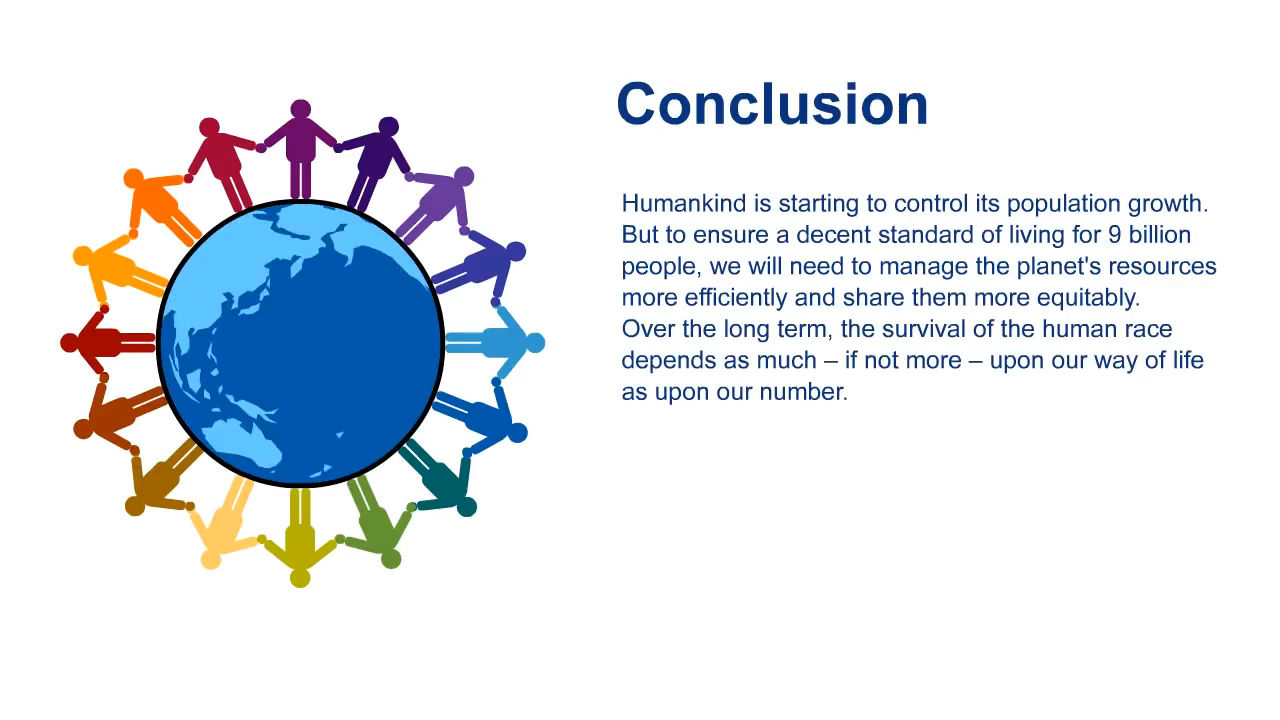 Conclusion
Humankind is starting to control its population growth.
But to ensure a decent standard of living for 9 billion
people, we will need to manage the planet's resources
more efficiently and share them more equitably.
Over the long term, the survival of the human race
depends as much – if not more – upon our way of life
as upon our number.